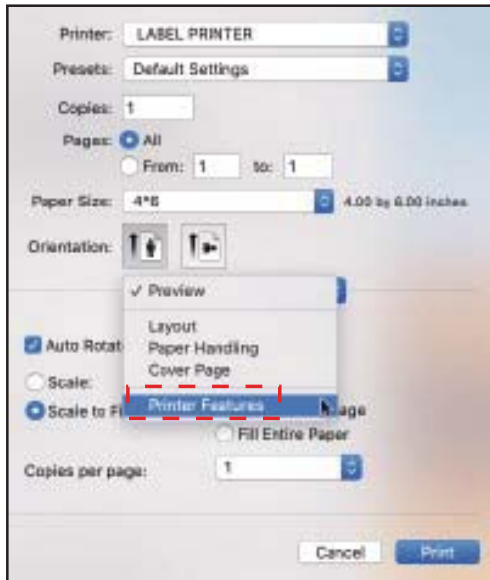 Printer: LABEL PRINTER
Presets: Default Settings
Copies: 1
Pages: All
From: 1 to: 1
Paper Size: 4*6 4.00 by 6.00 inches
Orientation:
✓ Preview
Layout
Auto Rotat
Paper Handling
Cover Page
Scale:
Printer Features
Scale to Fi age
Fill Entire Paper
Copies per page: 1
Cancel Print